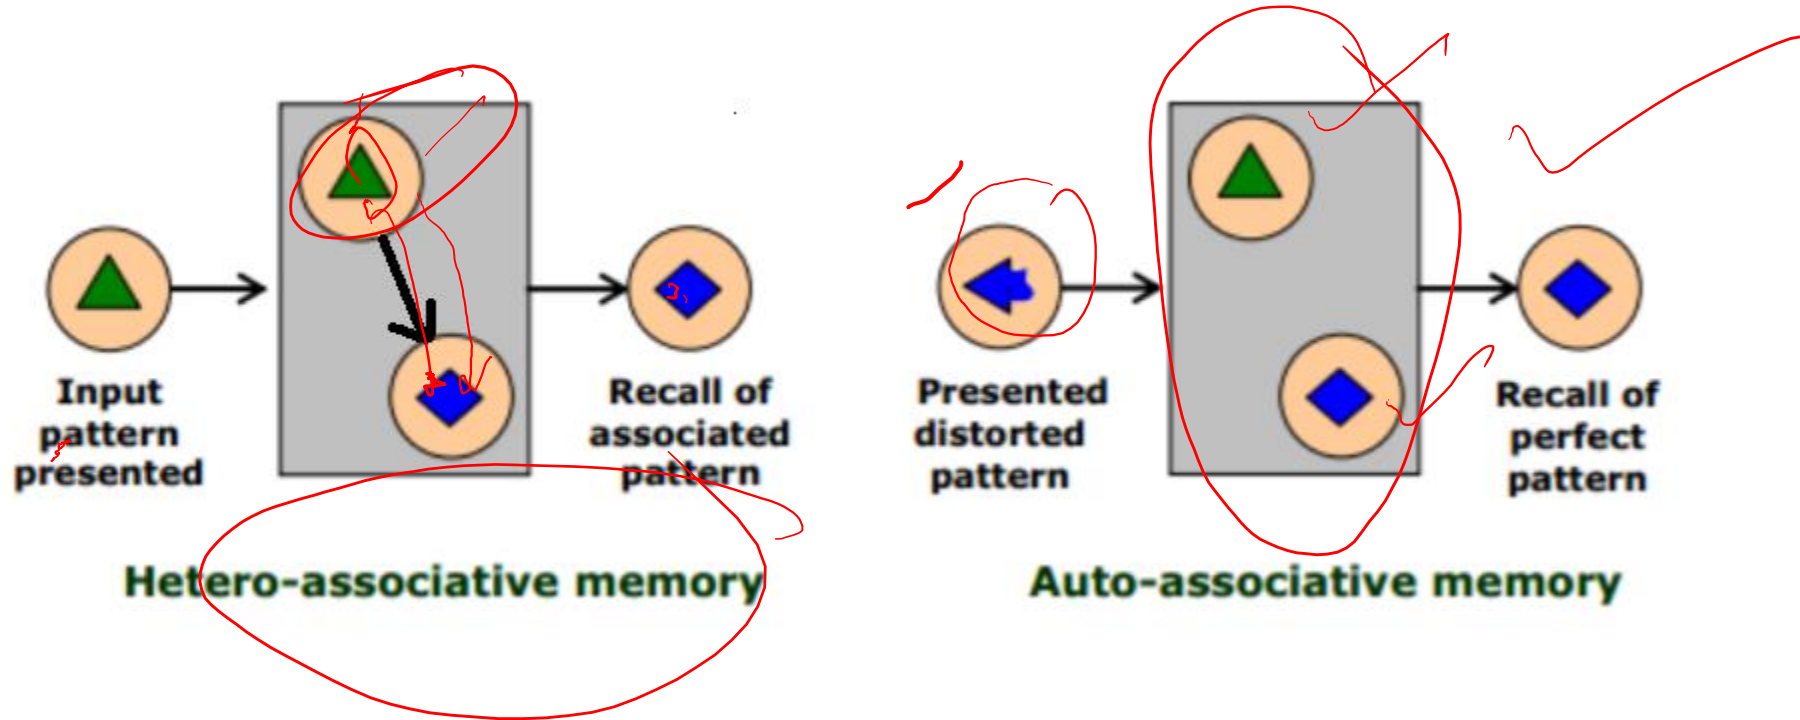 Input
pattern
presented
Recall of
associated
pattern
Hetero-associative memory
Presented
distorted
pattern
Recall of
perfect
pattern
Auto-associative memory